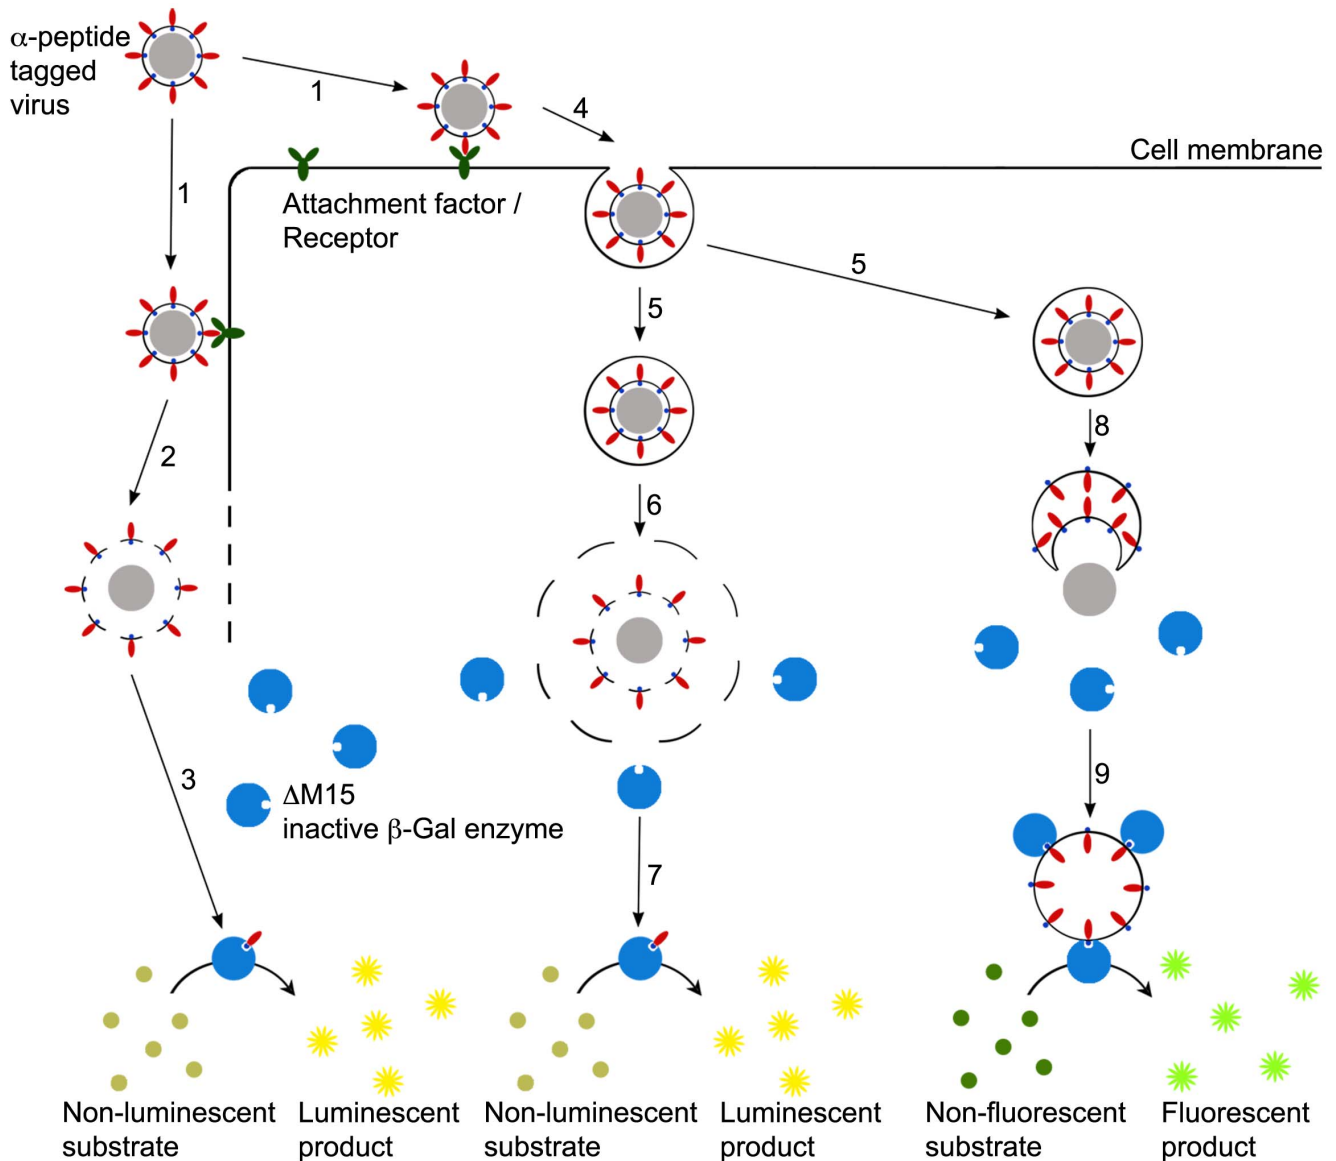 α-peptide
tagged
virus
1
4
Cell membrane
1
Attachment factor /
Receptor
5
5
8
2
6
3
ΔM15
inactive β-Gal enzyme
9
7
Non-luminescent
substrate
Luminescent
product
Non-luminescent
substrate
Luminescent
product
Non-fluorescent
substrate
Fluorescent
product